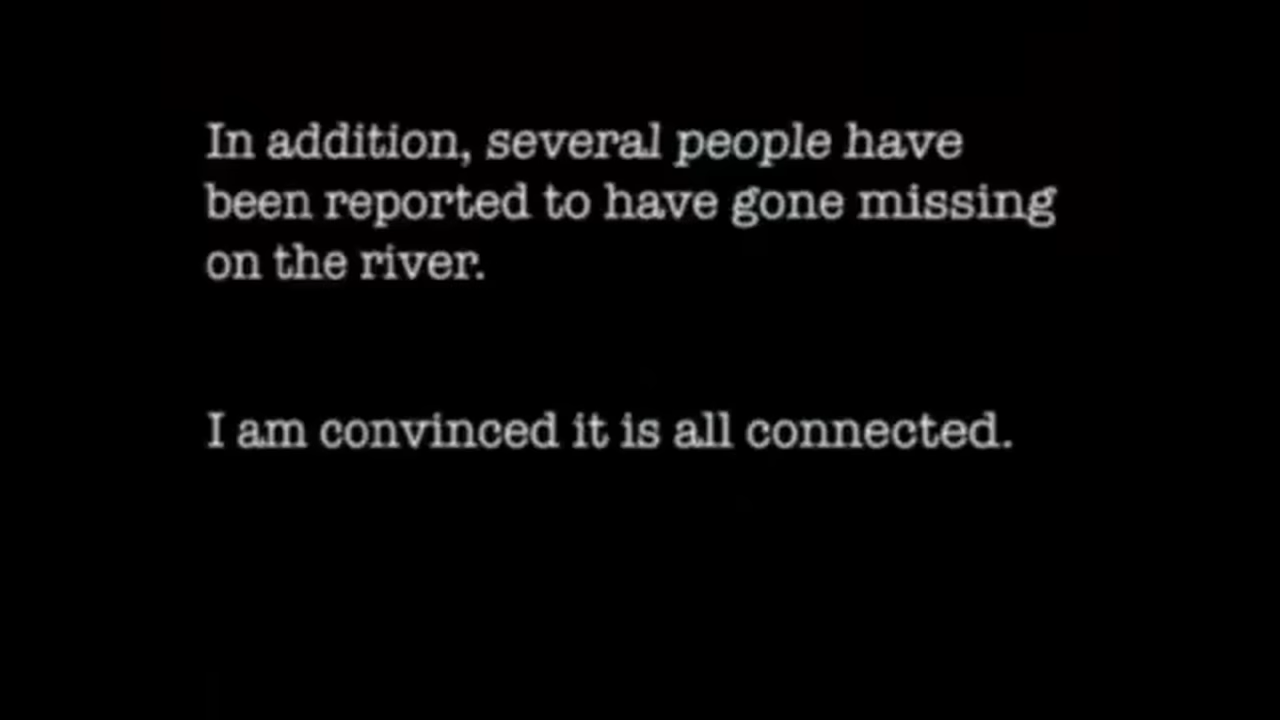 In addition, several people have
been reported to have gone missing
on the river.
I am convinced it is all connected.